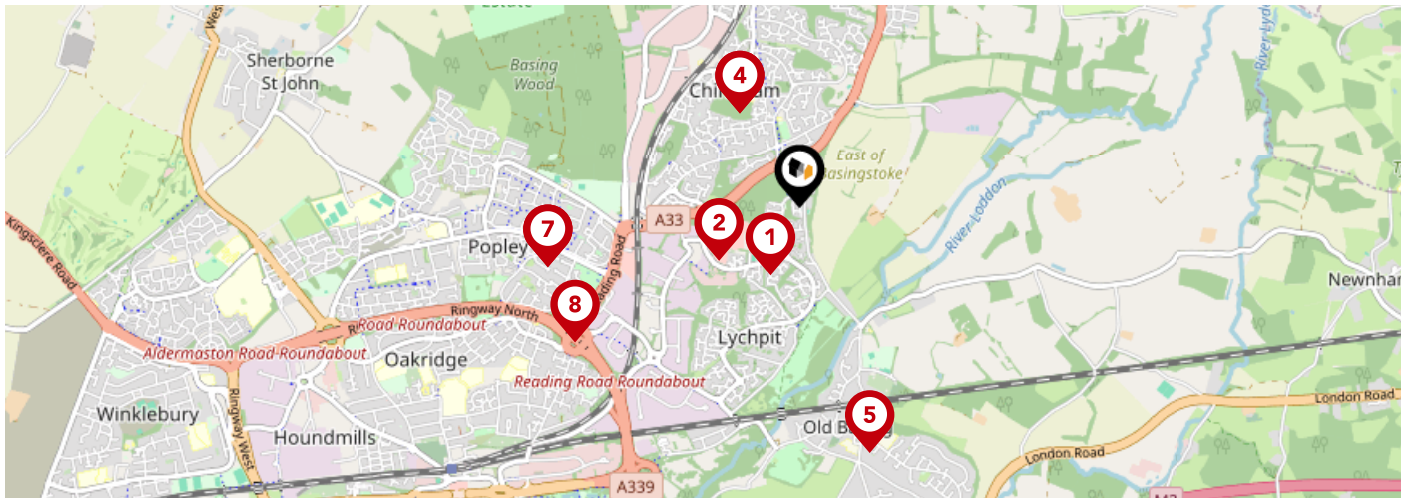 Estate
Sherborne
St John
Basing
Wood
4
East of
Basingstoke
River Lydd
River Loddon
Kingsclere Road
7
Popley
A33
2
1
Reading Road
8
Ringway North
Road Roundabout
Aldermaston Road Roundabout
Oakridge
Lychpit
Newnham
Reading Road Roundabout
Winklebury
Ringway West
Houndmills
5
Old Basing
London Road
London Road
A339